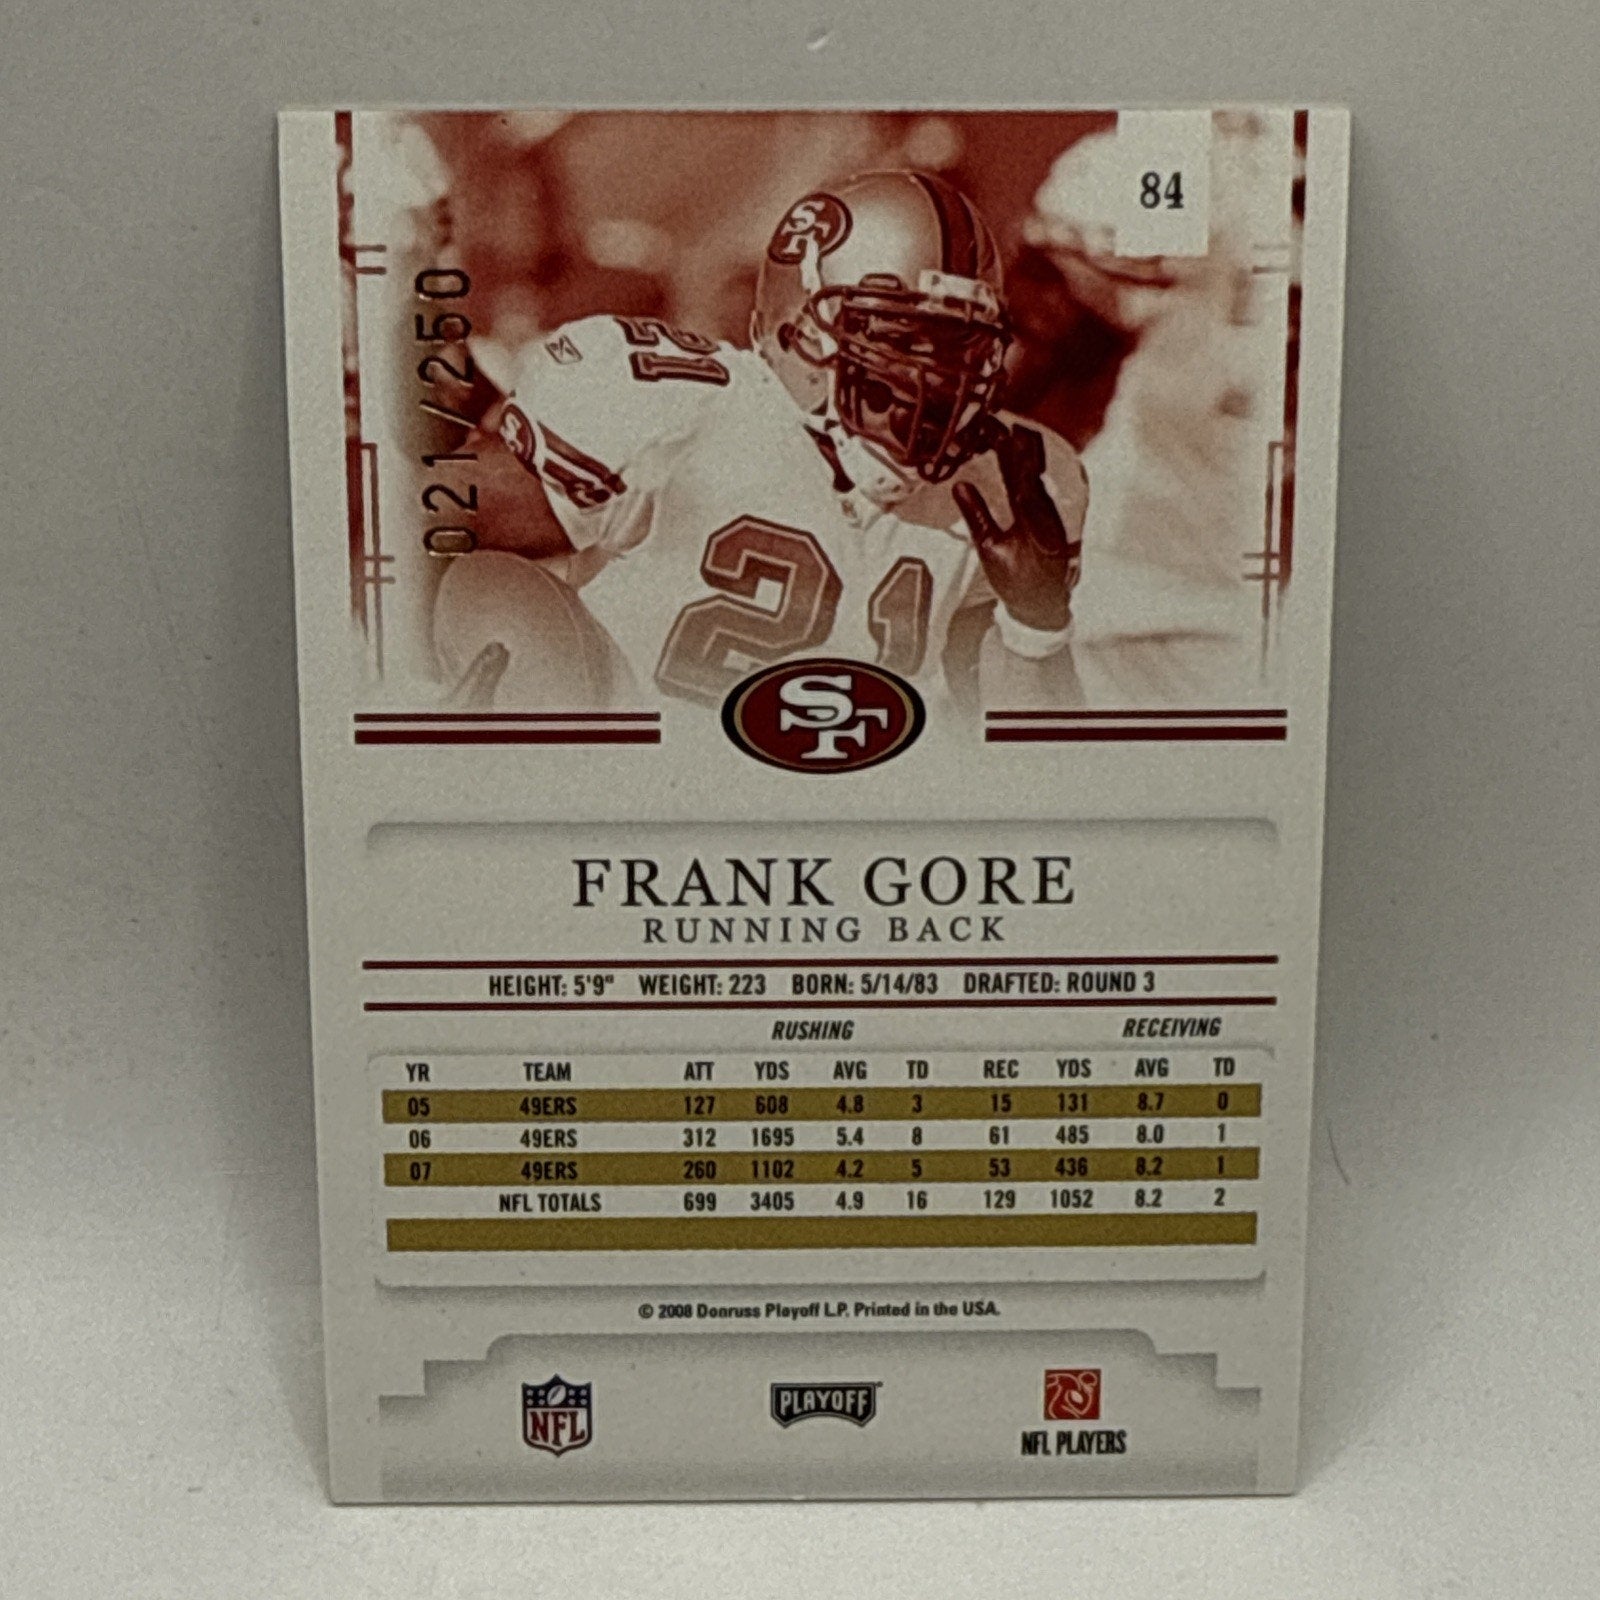 84
021/250
SF
21
21
SF
SF
FRANK GORE
RUNNING BACK
HEIGHT: 5'9" WEIGHT: 223 BORN: 5/14/83 DRAFTED: ROUND 3
RUSHING RECEIVING
YR TEAM ATT YDS AVG TD REC YDS AVG TD
05 49ERS 127 608 4.8 3 15 131 8.7 0
06 49ERS 312 1695 5.4 8 61 485 8.0 1
07 49ERS 260 1102 4.2 5 53 436 8.2 1
NFL TOTALS 699 3405 4.9 16 129 1052 8.2 2
© 2008 Donruss Playoff L.P. Printed in the USA.
NFL PLAYOFF NFL PLAYERS